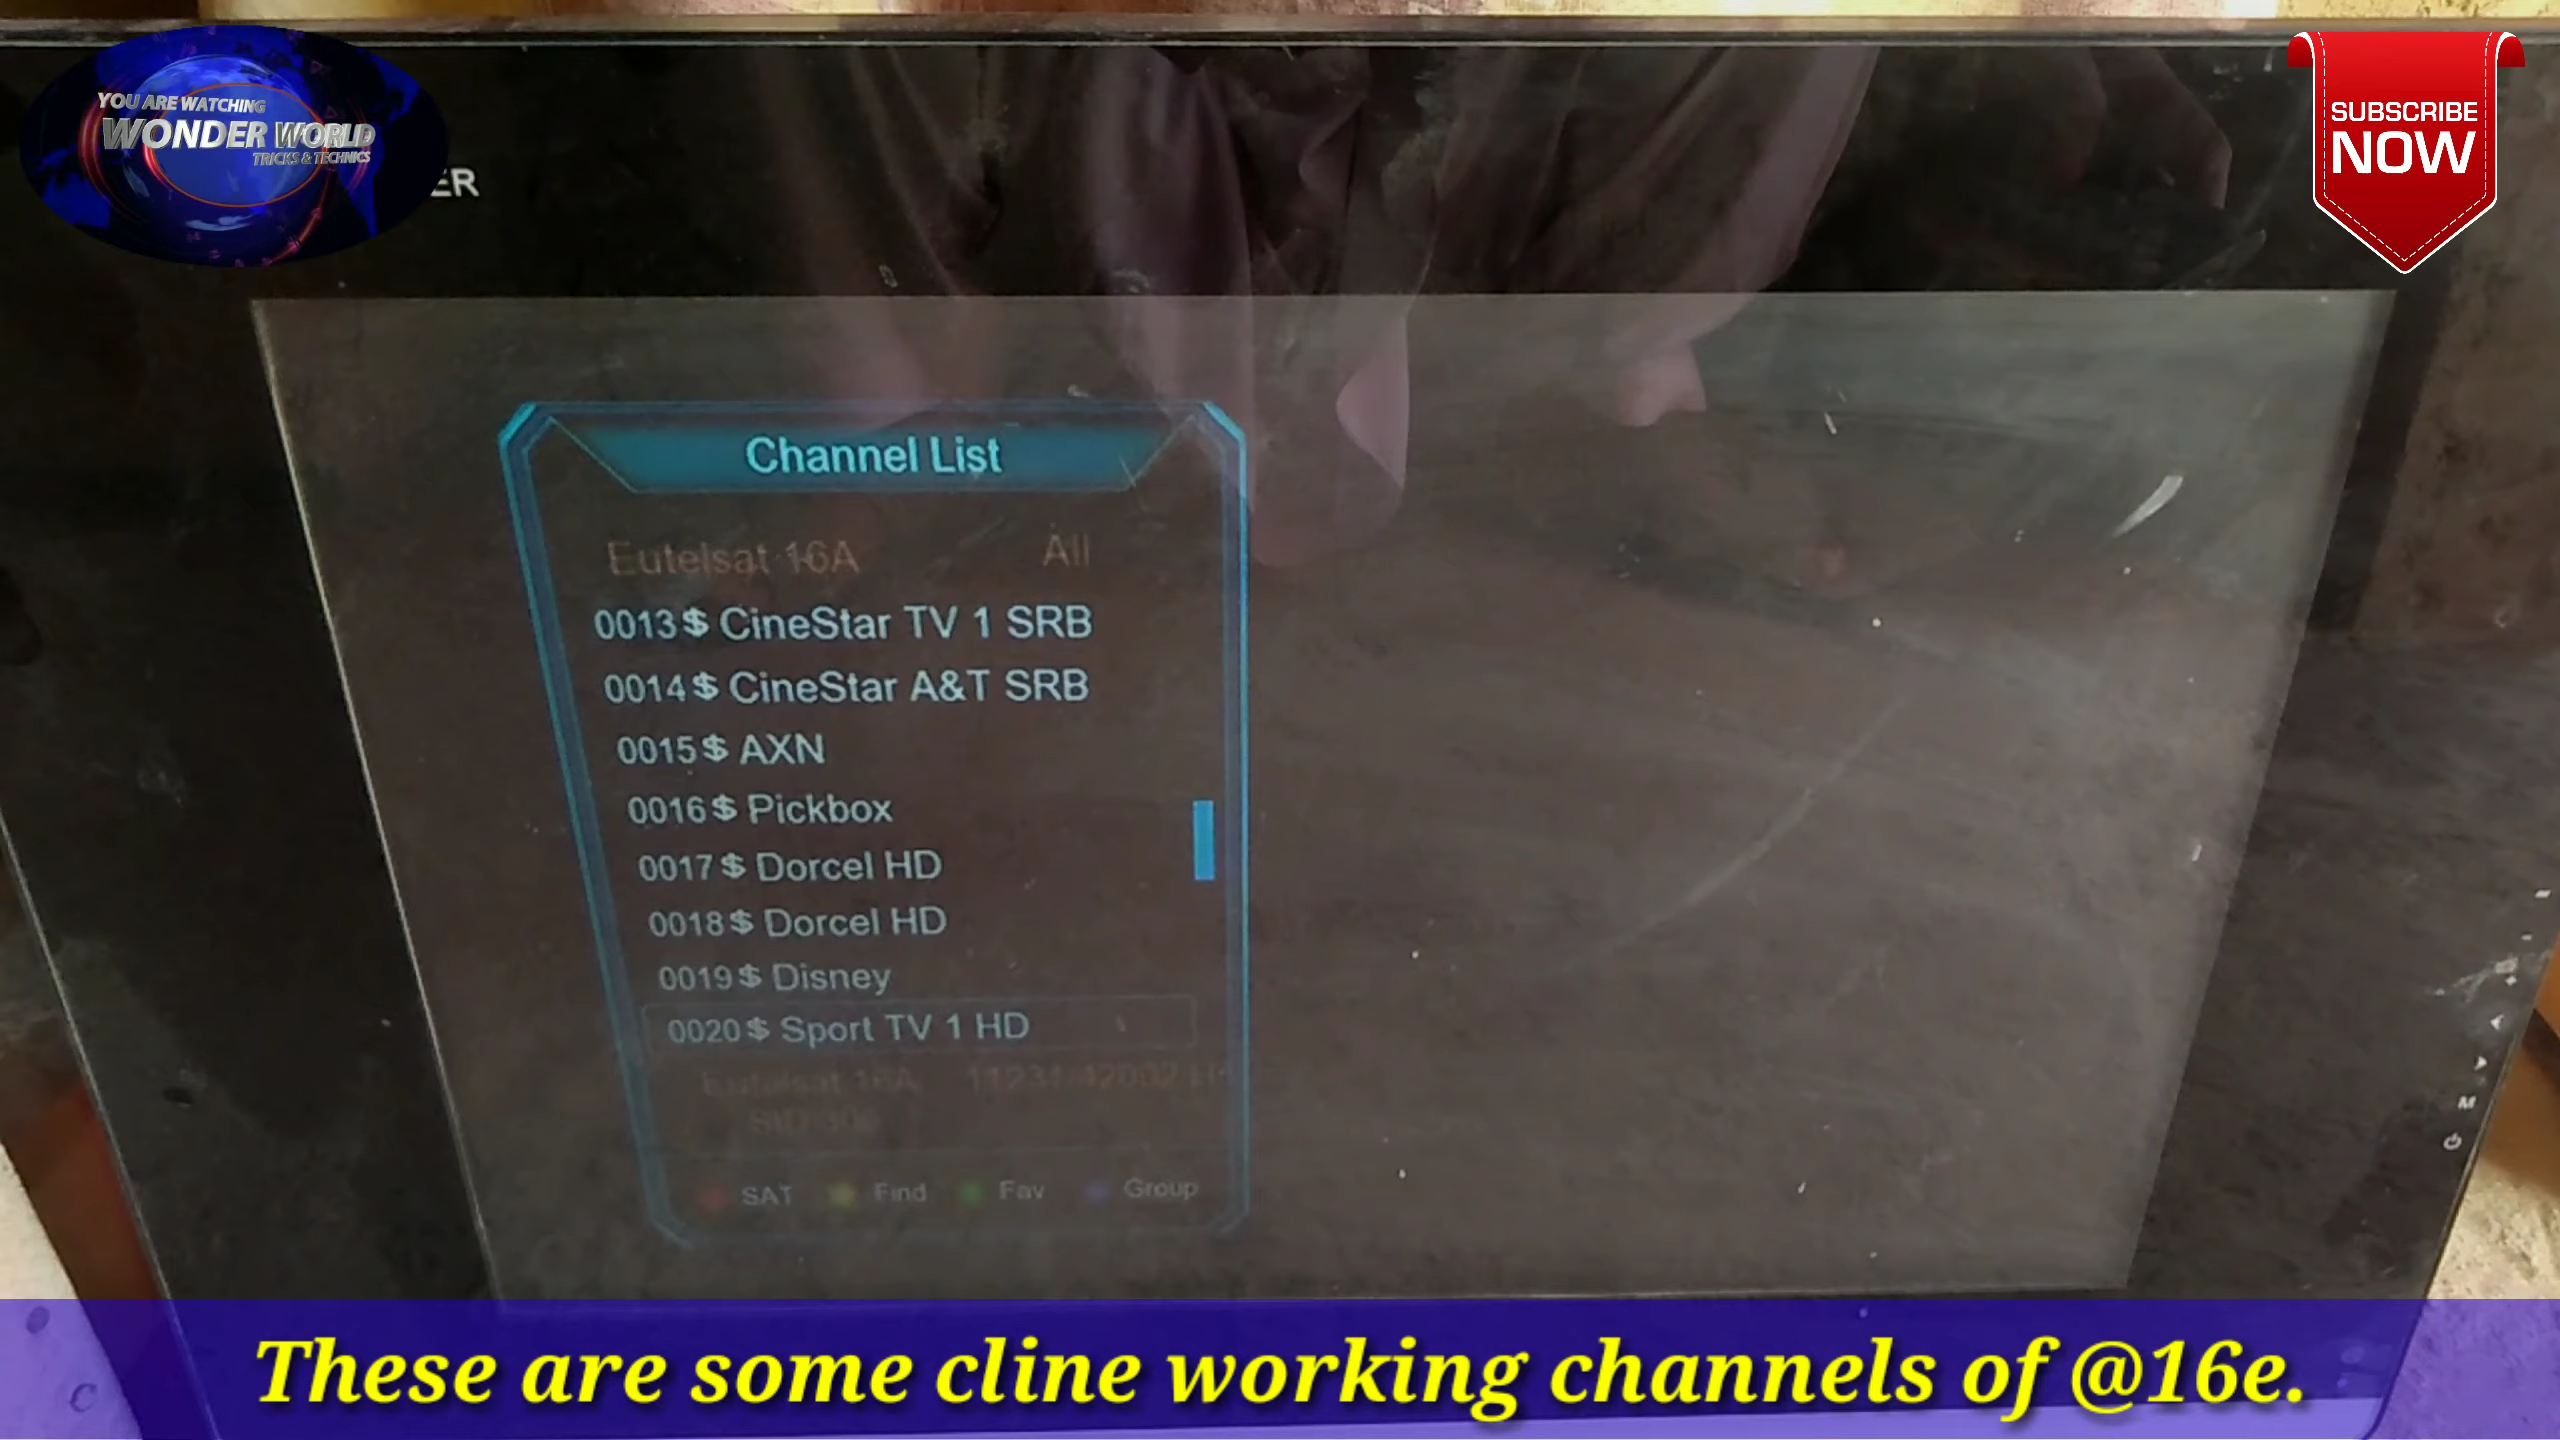 YOU ARE WATCHING
WONDER WORLD
TRICKS & TECHNICS
ER
SUBSCRIBE
NOW
Channel List
Eutelsat 16A All
0013 $ CineStar TV 1 SRB
0014 $ CineStar A&T SRB
0015 $ AXN
0016 $ Pickbox
0017 $ Dorcel HD
0018 $ Dorcel HD
0019 $ Disney
0020 $ Sport TV 1 HD
Eutelsat 16A
SAT Find Fav Group
M
These are some cline working channels of @16e.